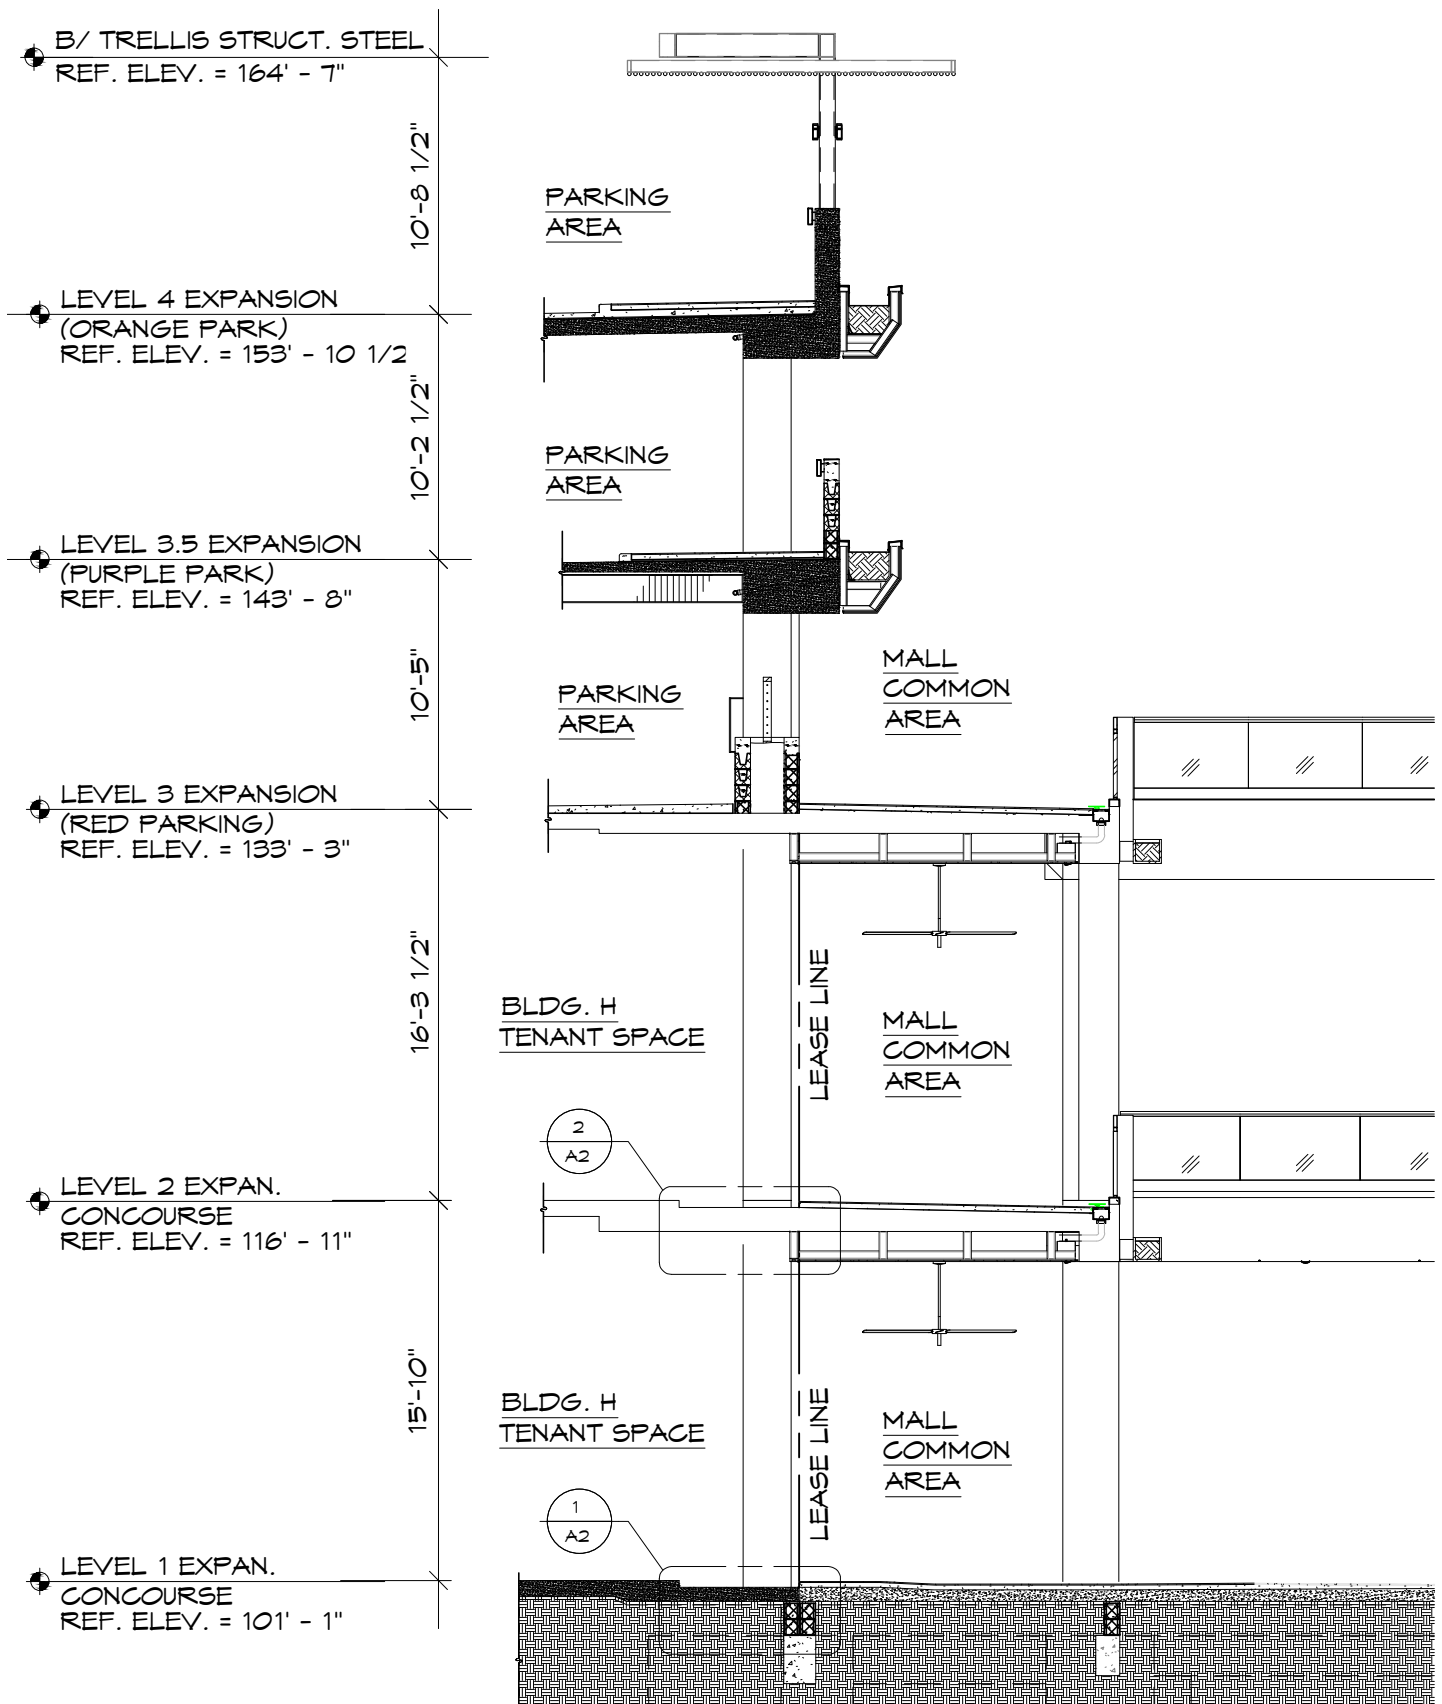 B/ TRELLIS STRUCT. STEEL
REF. ELEV. = 164' - 7"
10'-8 1/2"
PARKING
AREA
LEVEL 4 EXPANSION
(ORANGE PARK)
REF. ELEV. = 153' - 10 1/2
10'-2 1/2"
PARKING
AREA
LEVEL 3.5 EXPANSION
(PURPLE PARK)
REF. ELEV. = 143' - 8"
10'-5"
PARKING
AREA
MALL
COMMON
AREA
LEVEL 3 EXPANSION
(RED PARKING)
REF. ELEV. = 133' - 3"
16'-3 1/2"
BLDG. H
TENANT SPACE
LEASE LINE
MALL
COMMON
AREA
2
A2
LEVEL 2 EXPAN.
CONCOURSE
REF. ELEV. = 116' - 11"
15'-10"
BLDG. H
TENANT SPACE
LEASE LINE
MALL
COMMON
AREA
1
A2
LEVEL 1 EXPAN.
CONCOURSE
REF. ELEV. = 101' - 1"